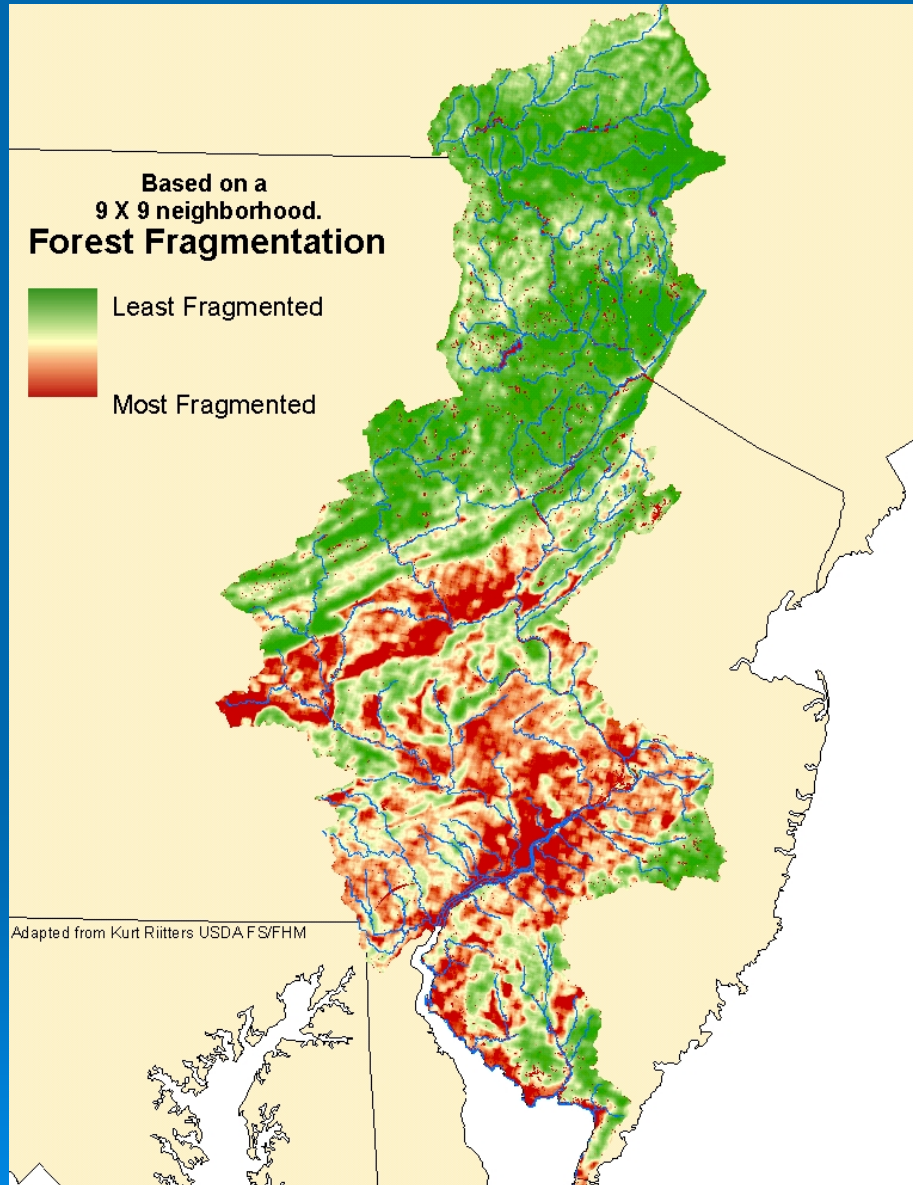 Based on a
9 X 9 neighborhood.
Forest Fragmentation
Least Fragmented
Most Fragmented
Adapted from Kurt Riitters USDA FS/FHM